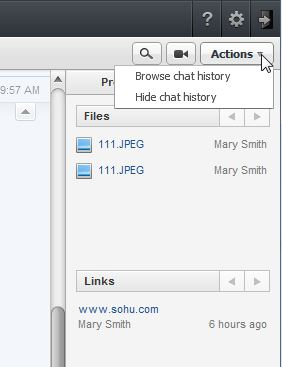 ?
Actions
9:57 AM
Pro
Browse chat history
Hide chat history
Files
111.JPEG Mary Smith
111.JPEG Mary Smith
Links
www.sohu.com
Mary Smith 6 hours ago